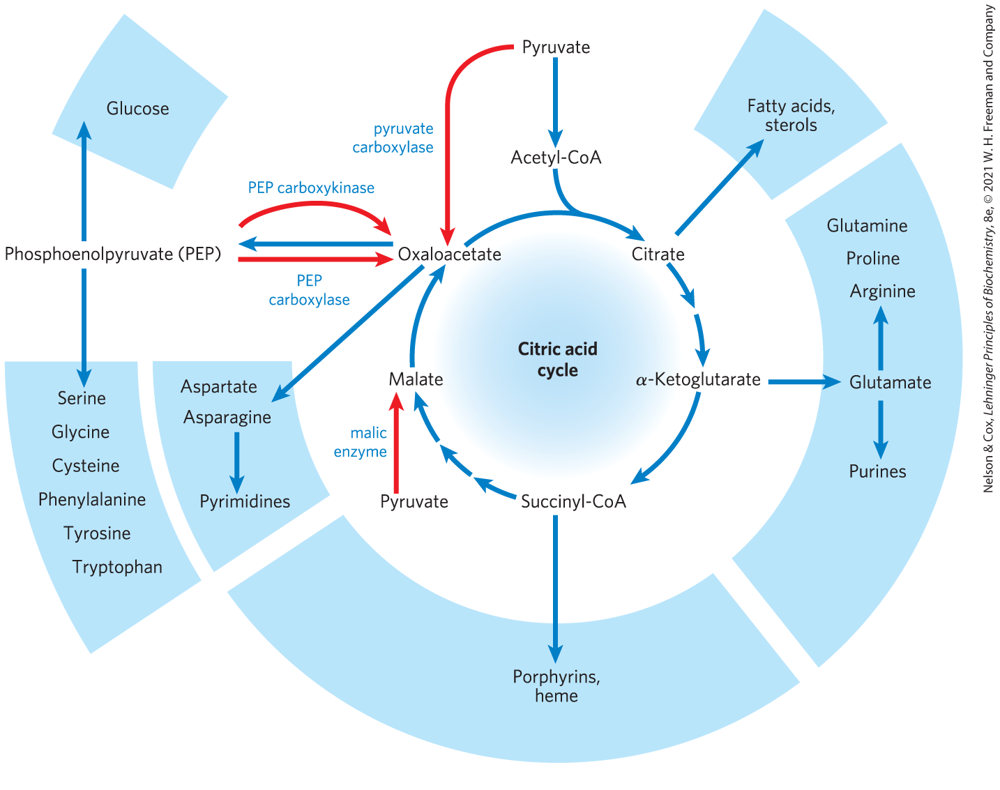 Pyruvate
Glucose
Fatty acids,
sterols
pyruvate
carboxylase
Acetyl-CoA
PEP carboxykinase
Phosphoenolpyruvate (PEP)
Oxaloacetate
Citrate
PEP
carboxylase
Glutamine
Proline
Arginine
Citric acid
cycle
Malate
α-Ketoglutarate
Glutamate
Purines
malic
enzyme
Pyruvate
Succinyl-CoA
Aspartate
Asparagine
Pyrimidines
Serine
Glycine
Cysteine
Phenylalanine
Tyrosine
Tryptophan
Porphyrins,
heme
Nelson & Cox, Lehninger Principles of Biochemistry, 8e, © 2021 W. H. Freeman and Company